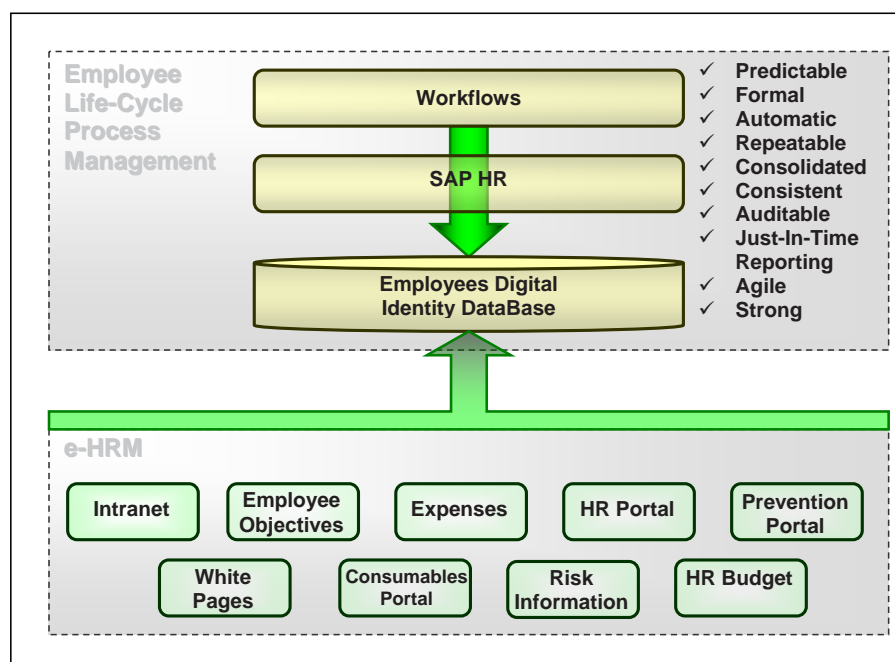 Employee
Life-Cycle
Process
Management
Workflows
SAP HR
Employees Digital
Identity DataBase
✓ Predictable
✓ Formal
✓ Automatic
✓ Repeatable
✓ Consolidated
✓ Consistent
✓ Auditable
✓ Just-In-Time
Reporting
✓ Agile
✓ Strong
e-HRM
Intranet
Employee
Objectives
Expenses
HR Portal
Prevention
Portal
White
Pages
Consumables
Portal
Risk
Information
HR Budget